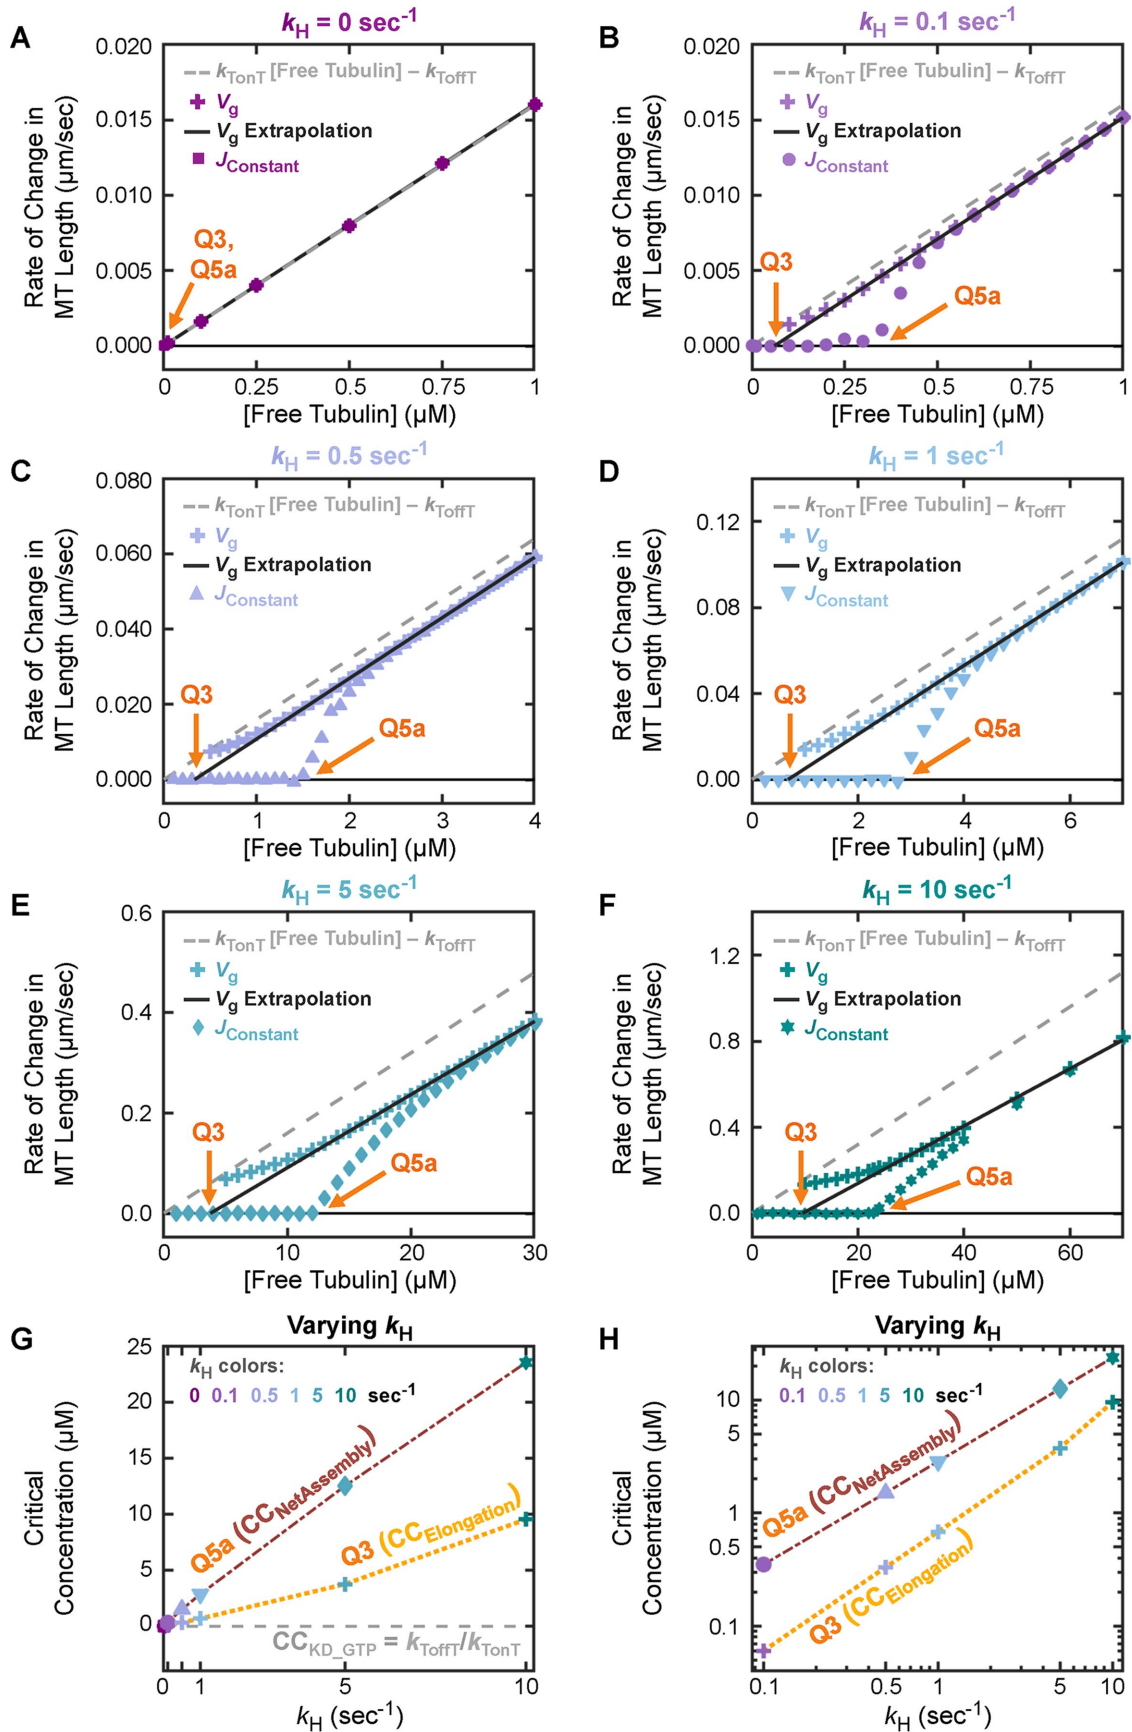 A
kH = 0 sec-1
Rate of Change in
MT Length (µm/sec)
0.020
0.015
0.010
0.005
0.000
kTonT [Free Tubulin] – kToffT
Vg
Vg Extrapolation
JConstant
Q3,
Q5a
0
0.25
0.5
0.75
1
[Free Tubulin] (µM)
B
kH = 0.1 sec-1
Rate of Change in
MT Length (µm/sec)
0.020
0.015
0.010
0.005
0.000
kTonT [Free Tubulin] – kToffT
Vg
Vg Extrapolation
JConstant
Q3
Q5a
0
0.25
0.5
0.75
1
[Free Tubulin] (µM)
C
kH = 0.5 sec-1
Rate of Change in
MT Length (µm/sec)
0.080
0.060
0.040
0.020
0.000
kTonT [Free Tubulin] – kToffT
Vg
Vg Extrapolation
JConstant
Q3
Q5a
0
1
2
3
4
[Free Tubulin] (µM)
D
kH = 1 sec-1
Rate of Change in
MT Length (µm/sec)
0.12
0.08
0.04
0.00
kTonT [Free Tubulin] – kToffT
Vg
Vg Extrapolation
JConstant
Q3
Q5a
0
2
4
6
[Free Tubulin] (µM)
E
kH = 5 sec-1
Rate of Change in
MT Length (µm/sec)
0.6
0.4
0.2
0.0
kTonT [Free Tubulin] – kToffT
Vg
Vg Extrapolation
JConstant
Q3
Q5a
0
10
20
30
[Free Tubulin] (µM)
F
kH = 10 sec-1
Rate of Change in
MT Length (µm/sec)
1.2
0.8
0.4
0.0
kTonT [Free Tubulin] – kToffT
Vg
Vg Extrapolation
JConstant
Q3
Q5a
0
20
40
60
[Free Tubulin] (µM)
G
Varying kH
Critical
Concentration (µM)
25
20
15
10
5
0
kH colors:
0 0.1 0.5 1 5 10 sec-1
Q5a (CCNetAssembly)
Q3 (CCElongation)
CCKD_GTP = kToffT/kTonT
0
1
5
10
kH (sec-1)
H
Varying kH
Critical
Concentration (µM)
10
5
1
0.5
0.1
kH colors:
0.1 0.5 1 5 10 sec-1
Q5a (CCNetAssembly)
Q3 (CCElongation)
0.1
0.5
1
5
10
kH (sec-1)